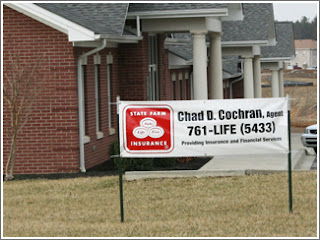 STATE FARM
INSURANCE
Chad D. Cochran, Agent
761-LIFE (5433)
Providing Insurance and Financial Services